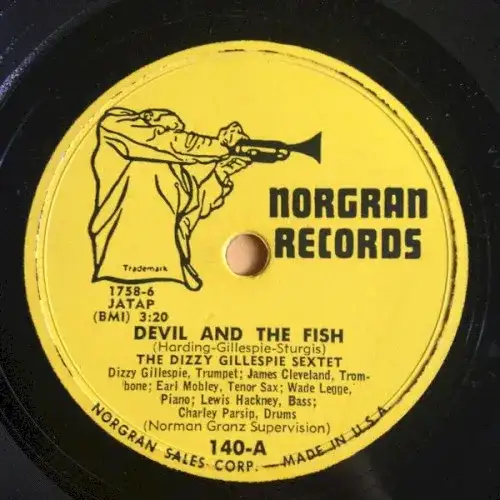 NORGRAN
RECORDS
Trademark
1758-6
JATAP
(BMI) 3:20
DEVIL AND THE FISH
(Harding-Gillespie-Sturgis)
THE DIZZY GILLESPIE SEXTET
Dizzy Gillespie, Trumpet; James Cleveland, Trom-
bone; Earl Mobley, Tenor Sax; Wade Legge,
Piano; Lewis Hackney, Bass;
Charley Parsip, Drums
(Norman Granz Supervision)
140-A
NORGRAN SALES CORP. — MADE IN U.S.A.